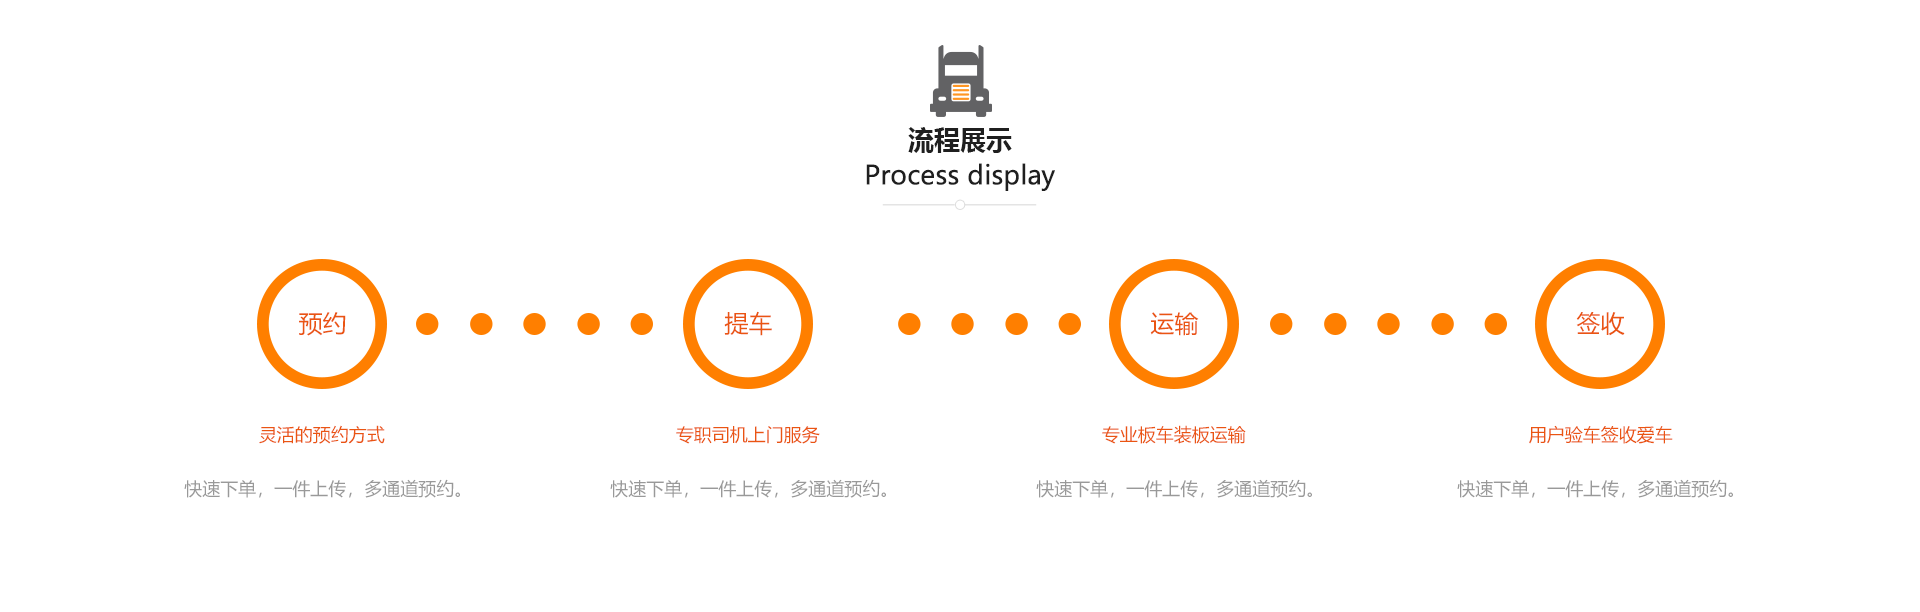 流程展示
Process display
预约
提车
运输
签收
灵活的预约方式
专职司机上门服务
专业板车装板运输
用户验车签收爱车
快速下单，一件上传，多通道预约。
快速下单，一件上传，多通道预约。
快速下单，一件上传，多通道预约。
快速下单，一件上传，多通道预约。